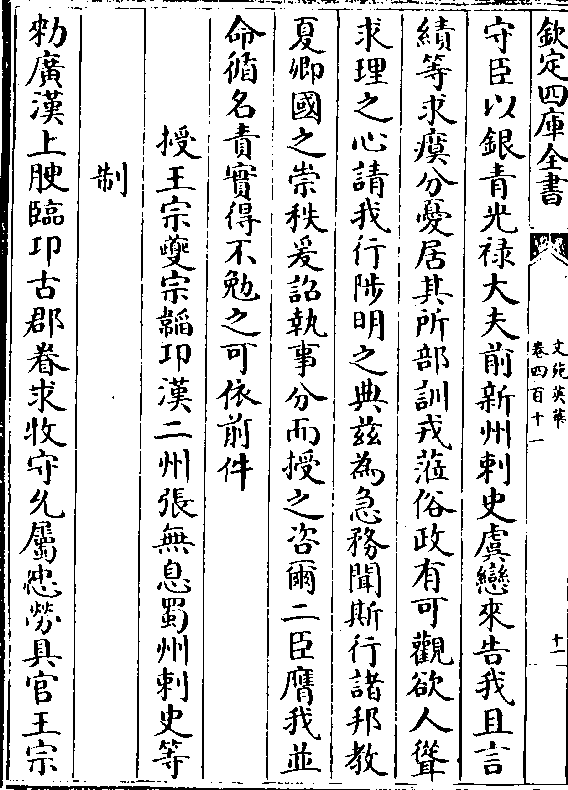 欽定四庫全書
文苑英華
卷四百十一
十一
守臣以銀青光禄大夫前新州刺史虞戀來告我且言
績等求瘼分憂居其所部訓戎蒞俗政有可觀欲人聳
求理之心請我行陟明之典兹為急務聞斯行諸邦教
夏卿國之崇秩爰詔執事分而授之咨爾二臣膺我並
命循名責實得不勉之可依前件
授王宗夔宗韜卭漢二州張無息蜀州刺史等
制
勑廣漢上腴臨卭古郡眷求牧守允屬忠勞具官王宗